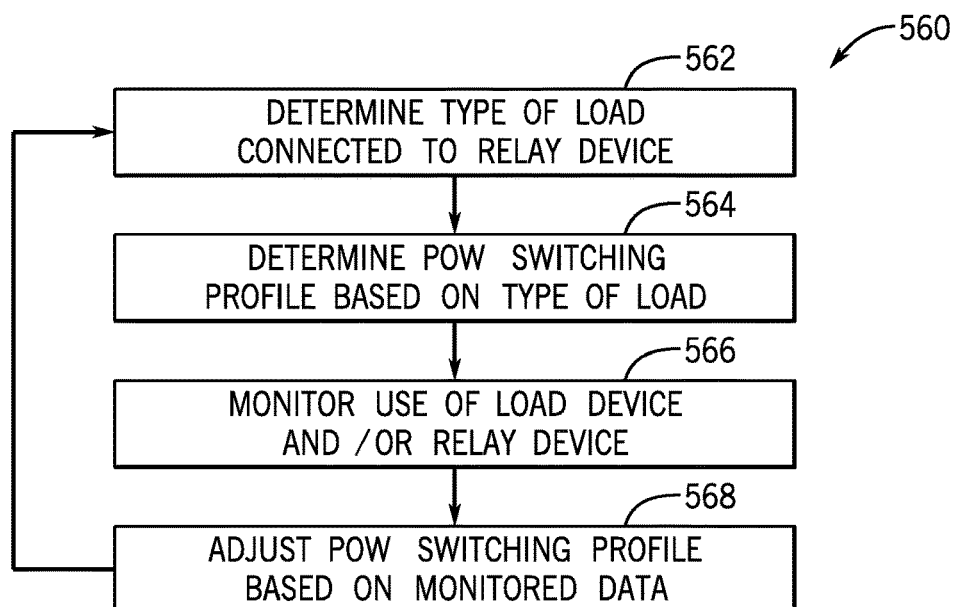 560
562
DETERMINE TYPE OF LOAD
CONNECTED TO RELAY DEVICE
564
DETERMINE POW SWITCHING
PROFILE BASED ON TYPE OF LOAD
566
MONITOR USE OF LOAD DEVICE
AND /OR RELAY DEVICE
568
ADJUST POW SWITCHING PROFILE
BASED ON MONITORED DATA